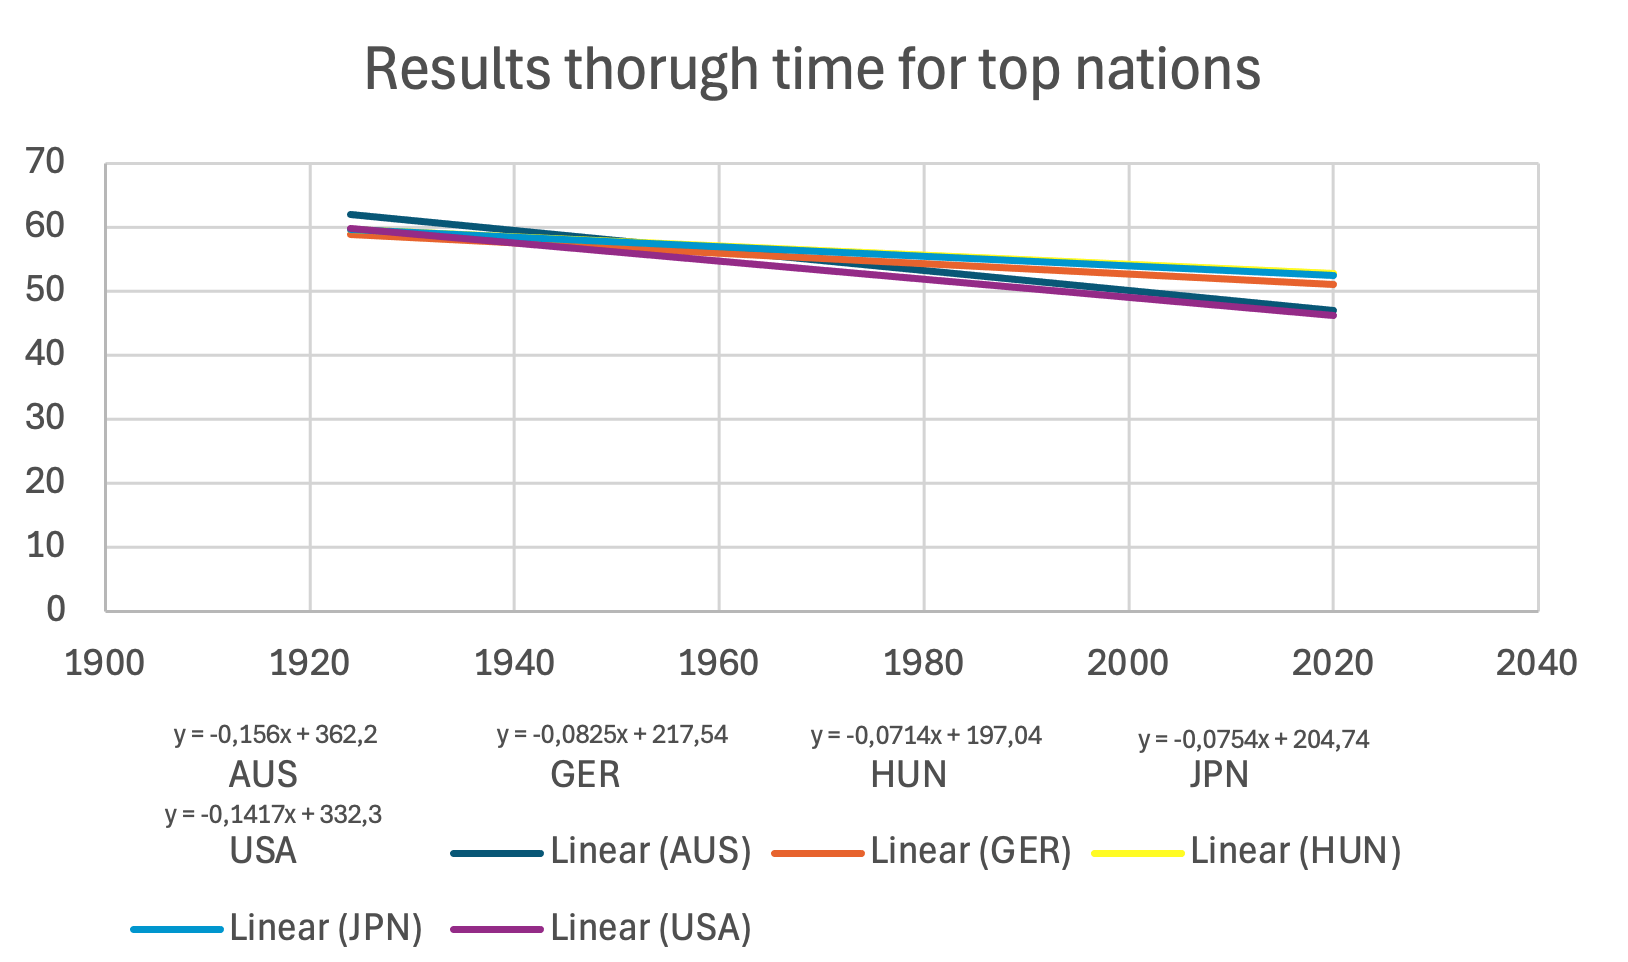 Results thorugh time for top nations
70
60
50
40
30
20
10
0
1900 1920 1940 1960 1980 2000 2020 2040
y = -0,156x + 362,2 y = -0,0825x + 217,54 y = -0,0714x + 197,04 y = -0,0754x + 204,74
AUS GER HUN JPN
y = -0,1417x + 332,3
USA Linear (AUS) Linear (GER) Linear (HUN)
Linear (JPN) Linear (USA)